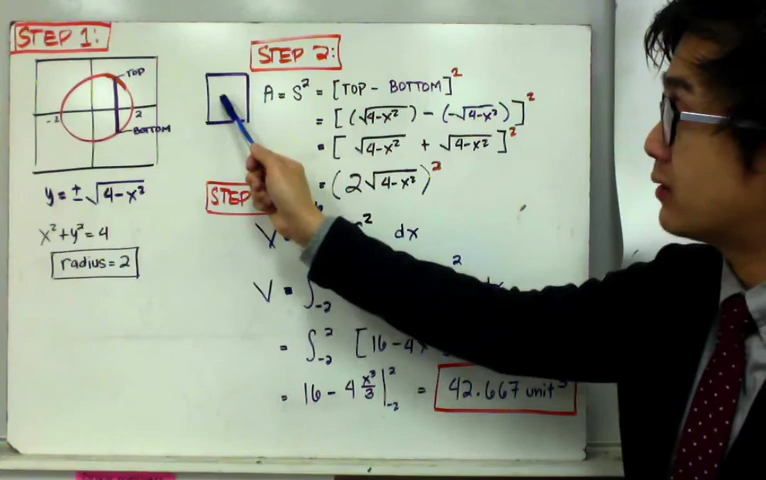 STEP 1:
TOP
-2 2
BOTTOM
y = ± √4-x²
x² + y² = 4
radius = 2
STEP 2:
A = S² = [TOP - BOTTOM]²
= [(√4-x²) - (-√4-x²)]²
= [√4-x² + √4-x²]²
= (2√4-x²)²
STEP
V = ² dx
V = ∫₋₂ ²
= ∫₋₂² [16-4x
= 16 - 4 x³/3 |₋₂² = 42.667 unit³